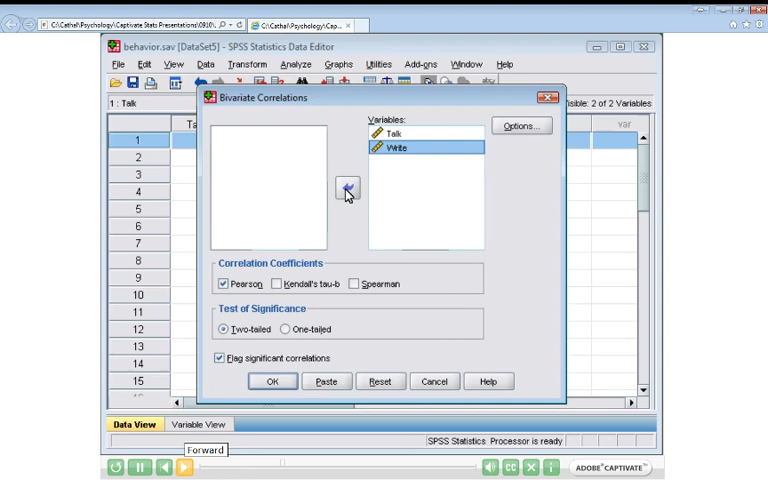 C:\Cathal\Psychology\Captivate Stats Presentations\0910\.
C:\Cathal\Psychology\Cap...
behavior.sav [DataSet5] - SPSS Statistics Data Editor
File Edit View Data Transform Analyze Graphs Utilities Add-ons Window Help
1 : Talk
isible: 2 of 2 Variables
Bivariate Correlations
Ta
var
Variables:
Talk
Write
Options...
1
2
3
4
5
6
7
8
9
10
11
12
13
14
15
Correlation Coefficients
Pearson Kendall's tau-b Spearman
Test of Significance
Two-tailed One-tailed
Flag significant correlations
OK Paste Reset Cancel Help
Data View Variable View
SPSS Statistics Processor is ready
Forward
CC
ADOBE® CAPTIVATE™